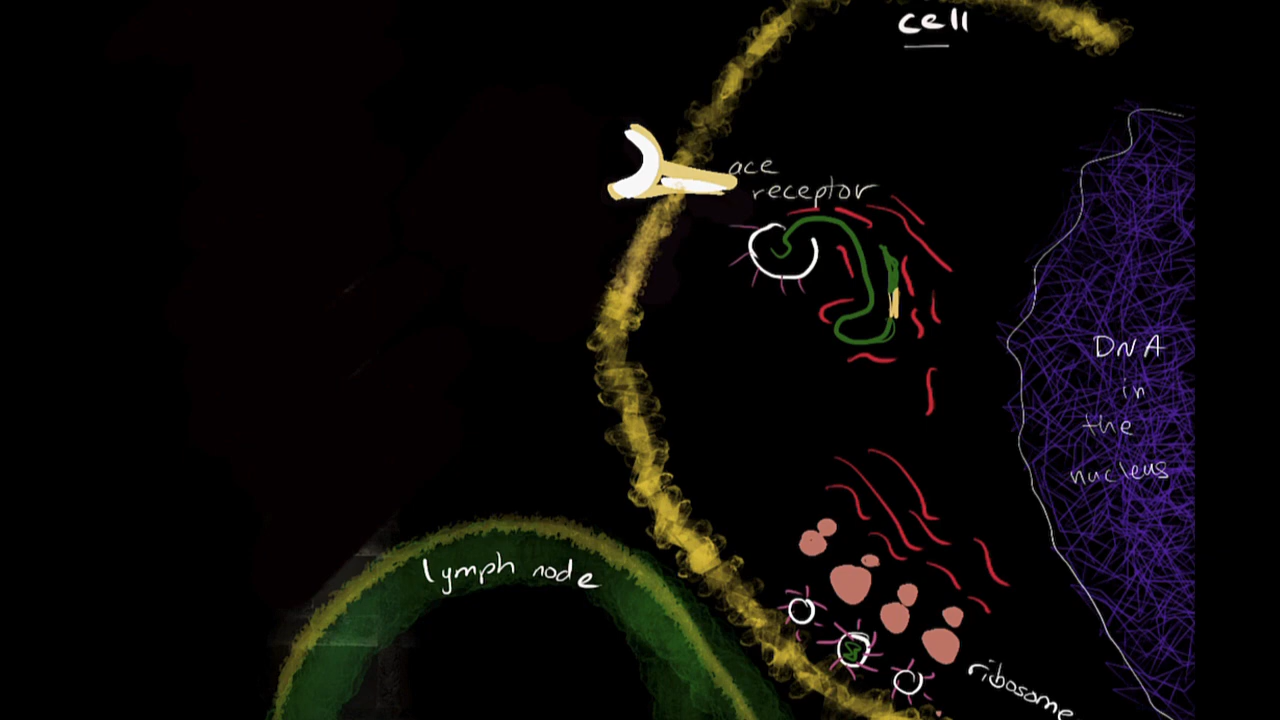 cell
ace
receptor
DNA
in
the
nucleus
lymph node
ribosome